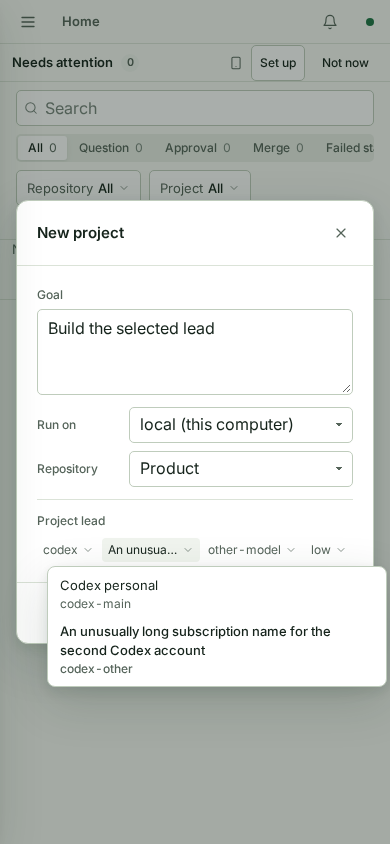 Home
Needs attention 0
Set up
Not now
Search
All 0
Question 0
Approval 0
Merge 0
Failed sta
Repository All
Project All
New project
Goal
Build the selected lead
Run on
local (this computer)
Repository
Product
Project lead
codex
An unusua...
other-model
low
Codex personal
codex-main
An unusually long subscription name for the
second Codex account
codex-other